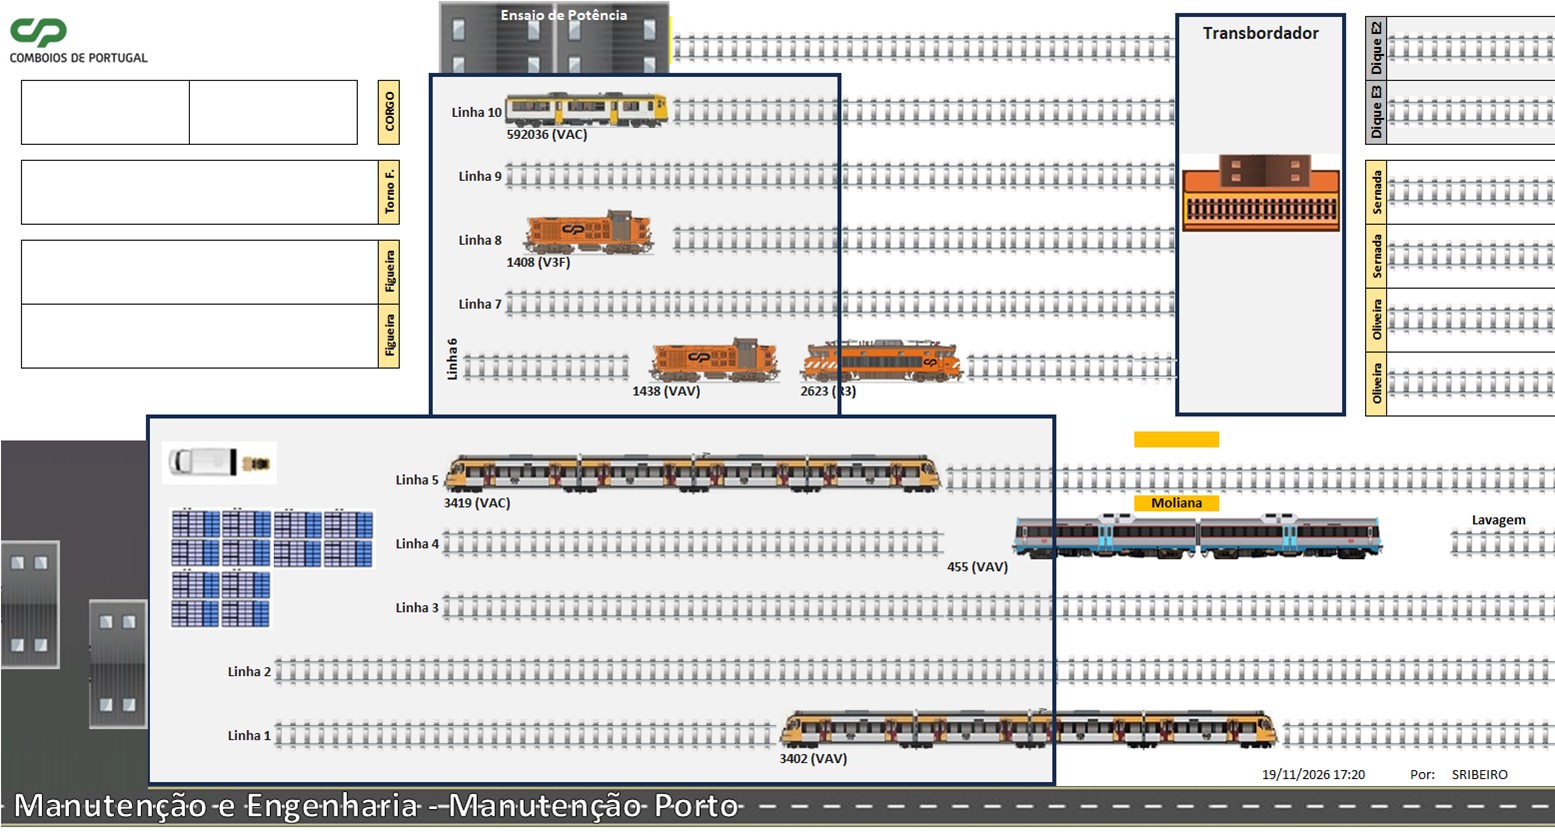 Ensaio de Potência
Transbordador
COMBOIOS DE PORTUGAL
CORGO
Torno F.
Figueira
Figueira
Linha 10
592036 (VAC)
Linha 9
Linha 8
1408 (V3F)
Linha 7
Linha 6
1438 (VAV)
2623 (R3)
Dique E2
Dique E3
Sernada
Sernada
Oliveira
Oliveira
Linha 5
3419 (VAC)
Moliana
Lavagem
Linha 4
455 (VAV)
Linha 3
Linha 2
Linha 1
3402 (VAV)
19/11/2026 17:20 Por: SRIBEIRO
Manutenção e Engenharia - Manutenção Porto